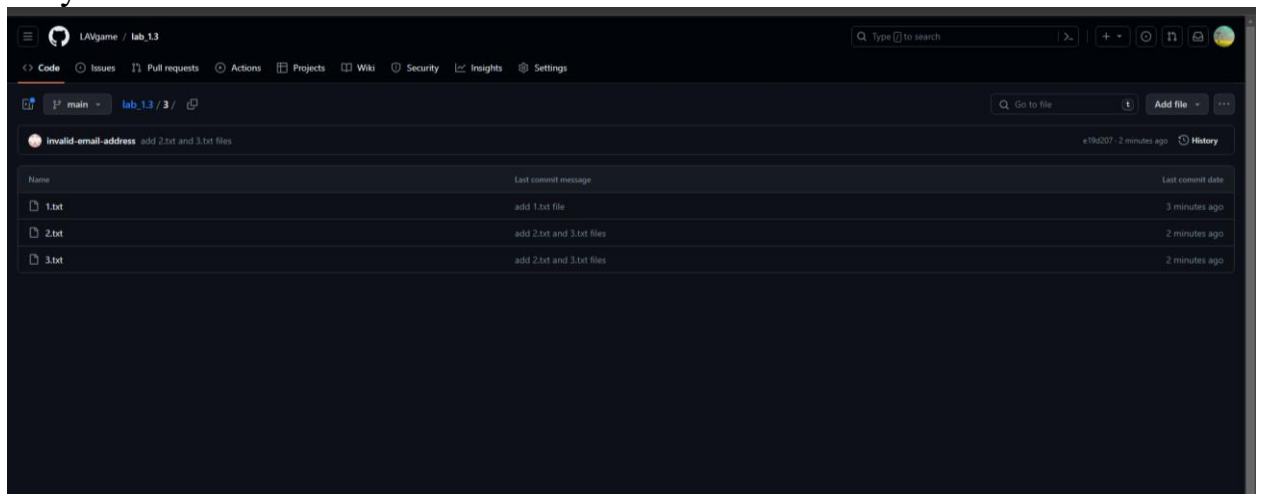 LAVgame / lab_1.3
Type / to search
Code Issues Pull requests Actions Projects Wiki Security Insights Settings
main lab_1.3 / 3 / Go to file t Add file
invalid-email-address add 2.txt and 3.txt files e19d207 · 2 minutes ago History
Name Last commit message Last commit date
1.txt add 1.txt file 3 minutes ago
2.txt add 2.txt and 3.txt files 2 minutes ago
3.txt add 2.txt and 3.txt files 2 minutes ago